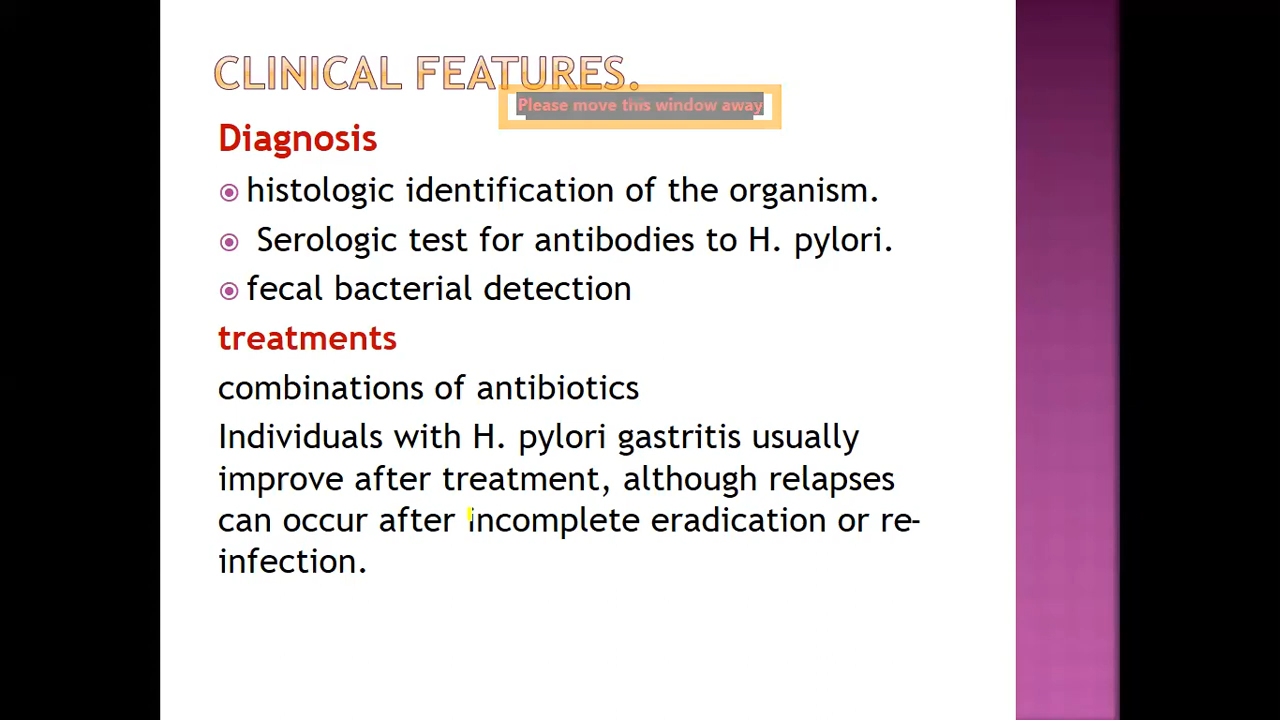 CLINICAL FEATURES.
Please move this window away
Diagnosis
histologic identification of the organism.
Serologic test for antibodies to H. pylori.
fecal bacterial detection
treatments
combinations of antibiotics
Individuals with H. pylori gastritis usually
improve after treatment, although relapses
can occur after incomplete eradication or re-
infection.